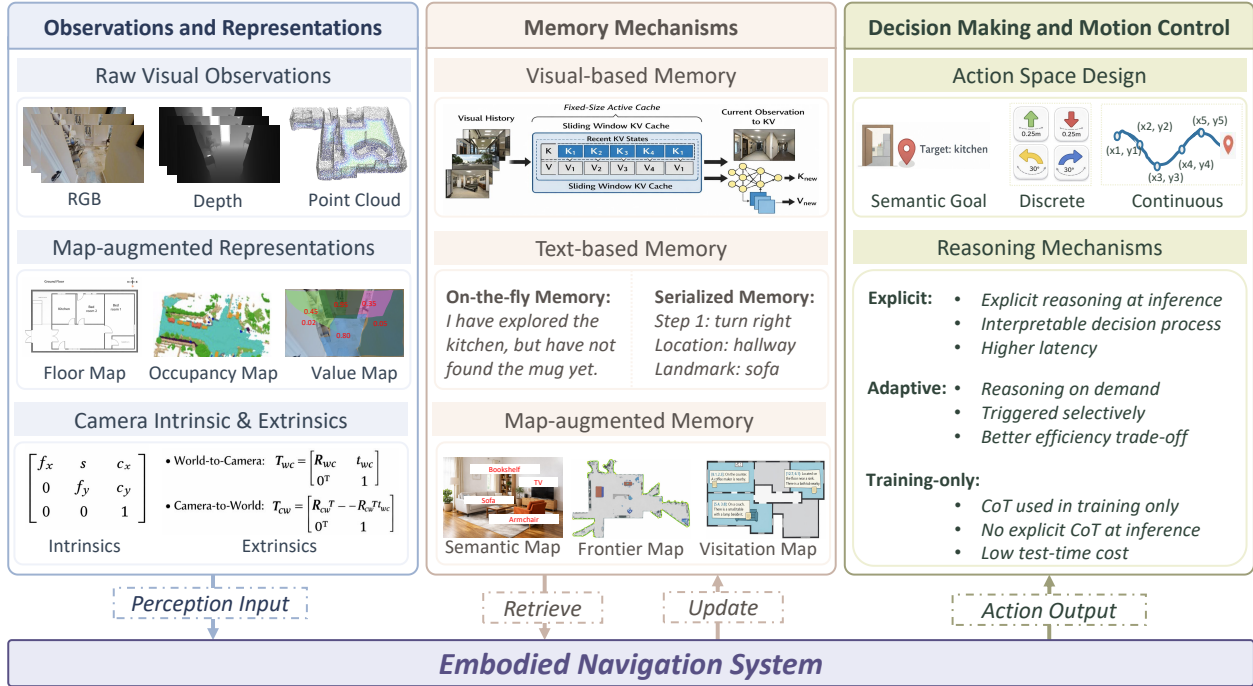 Observations and Representations
Raw Visual Observations
RGB
Depth
Point Cloud
Map-augmented Representations
Floor Map
Occupancy Map
Value Map
0.80
Camera Intrinsic & Extrinsics
f_x s c_x
0 f_y c_y
0 0 1
Intrinsics
• World-to-Camera: T_wc = [R_wc t_wc
0^T 1]
• Camera-to-World: T_cw = [R_cw^T −−R_cw^T t_wc
0^T 1]
Extrinsics
Memory Mechanisms
Visual-based Memory
Visual History
Fixed-Size Active Cache
Sliding Window KV Cache
Recent KV States
K K₁ K₂ K₃ K₄ K₁
V V₁ V₂ V₃ V₄ V₁
Sliding Window KV Cache
Current Observation
to KV
K_new
V_new
Text-based Memory
On-the-fly Memory:
I have explored the
kitchen, but have not
found the mug yet.
Serialized Memory:
Step 1: turn right
Location: hallway
Landmark: sofa
Map-augmented Memory
Bookshelf
TV
Sofa
Armchair
Semantic Map
Frontier Map
Visitation Map
Decision Making and Motion Control
Action Space Design
Target: kitchen
Semantic Goal
0.25m
0.25m
30°
30°
Discrete
(x1, y1)
(x2, y2)
(x3, y3)
(x4, y4)
(x5, y5)
Continuous
Reasoning Mechanisms
Explicit:
• Explicit reasoning at inference
• Interpretable decision process
• Higher latency
Adaptive:
• Reasoning on demand
• Triggered selectively
• Better efficiency trade-off
Training-only:
• CoT used in training only
• No explicit CoT at inference
• Low test-time cost
Perception Input
Retrieve
Update
Action Output
Embodied Navigation System